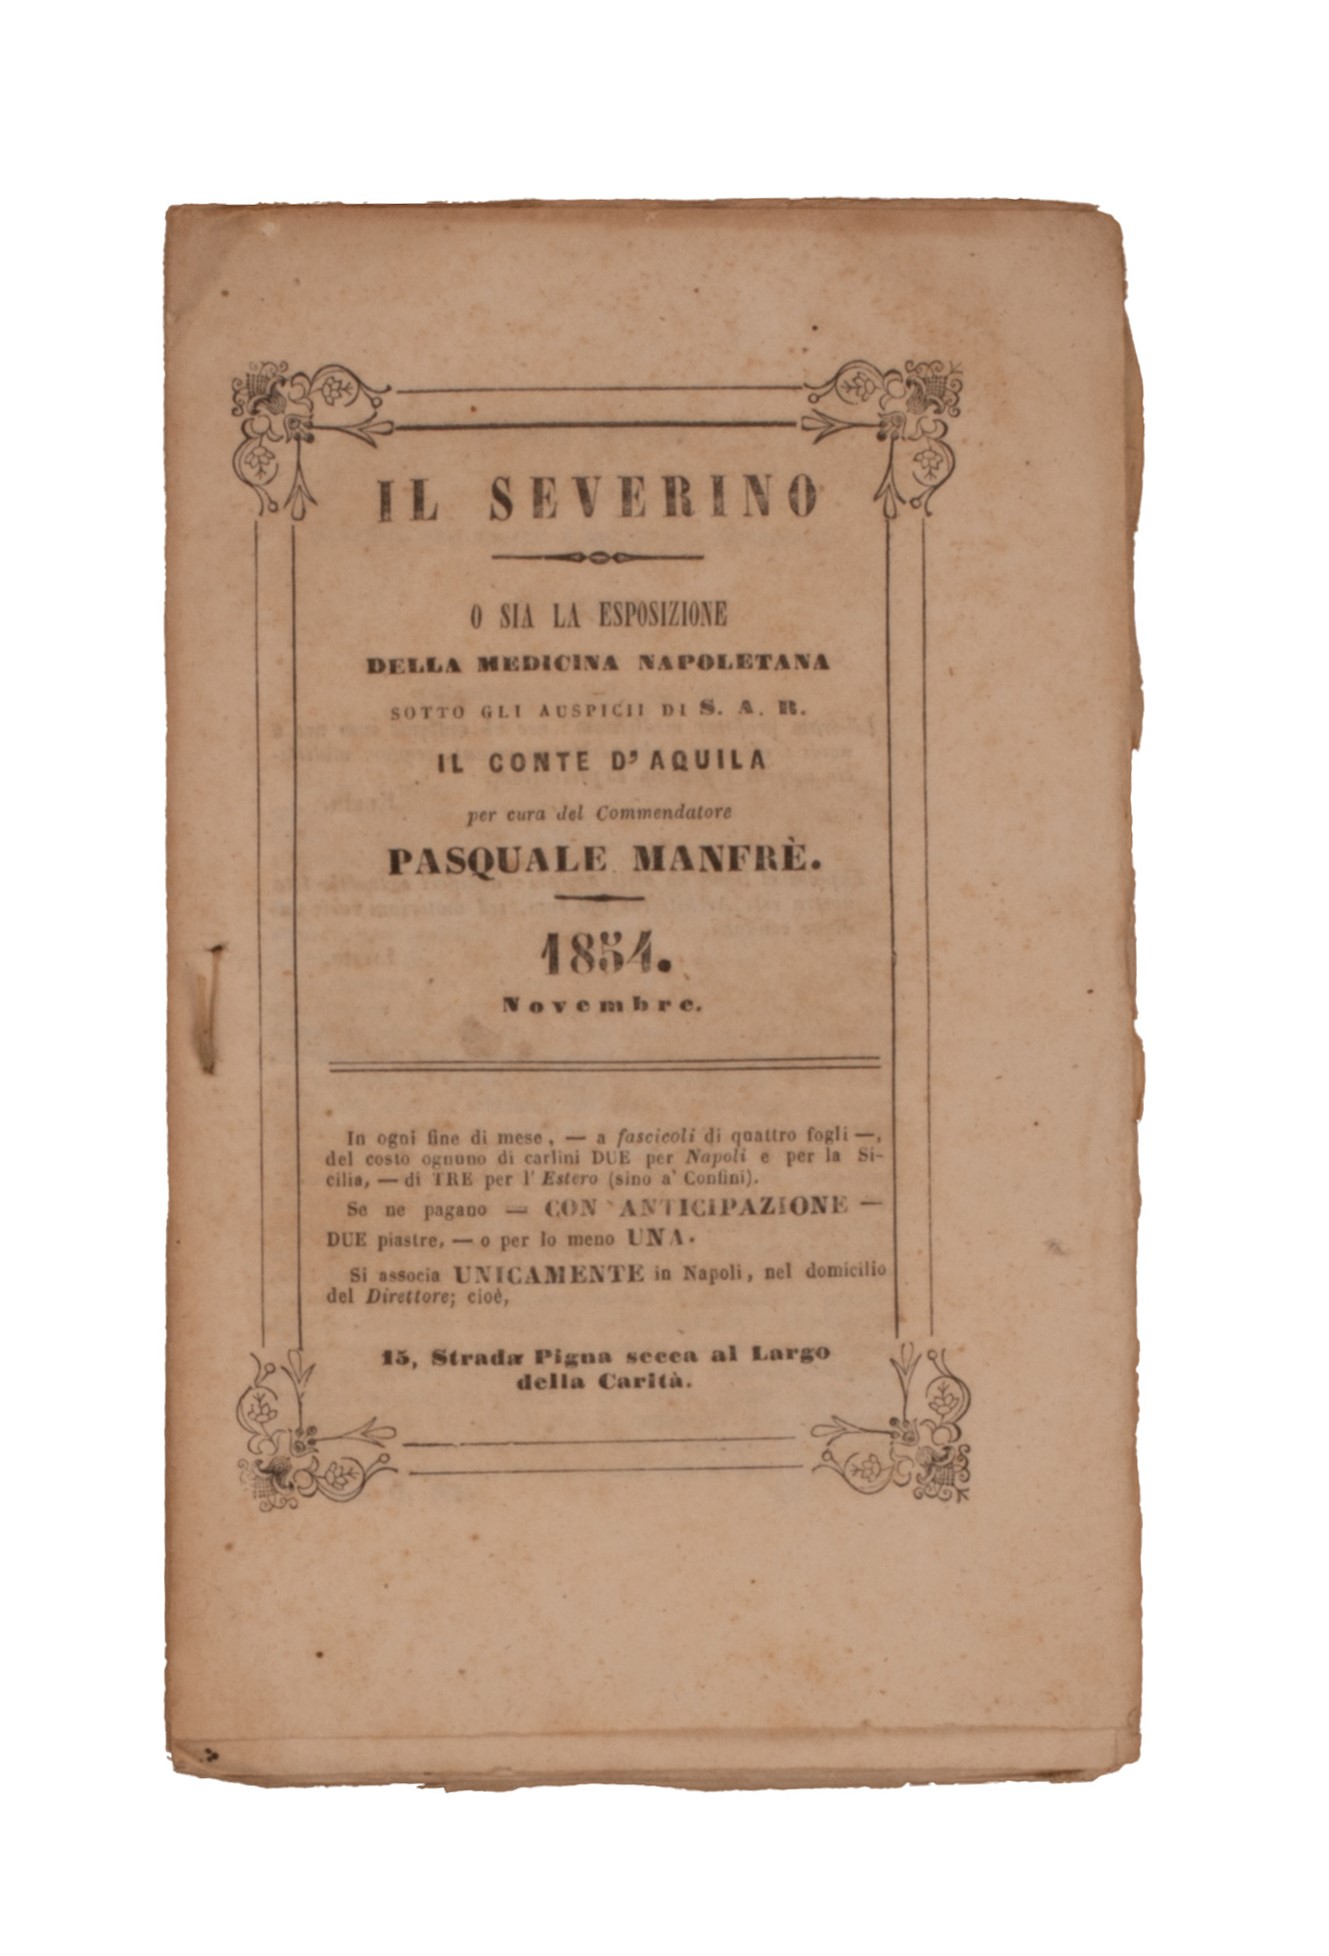 IL SEVERINO
O SIA LA ESPOSIZIONE
DELLA MEDICINA NAPOLETANA
SOTTO GLI AUSPICII DI S. A. R.
IL CONTE D'AQUILA
per cura del Commendatore
PASQUALE MANFRÈ.
1854.
Novembre.
In ogni fine di mese, — a fascicoli di quattro fogli —,
del costo ognuno di carlini DUE per Napoli e per la Si-
cilia, — di TRE per l'Estero (sino a' Confini).
Se ne pagano — CON ANTICIPAZIONE —
DUE piastre, — o per lo meno UNA.
Si associa UNICAMENTE in Napoli, nel domicilio
del Direttore; cioè,
15, Strada Pigna secca al Largo
della Carità.